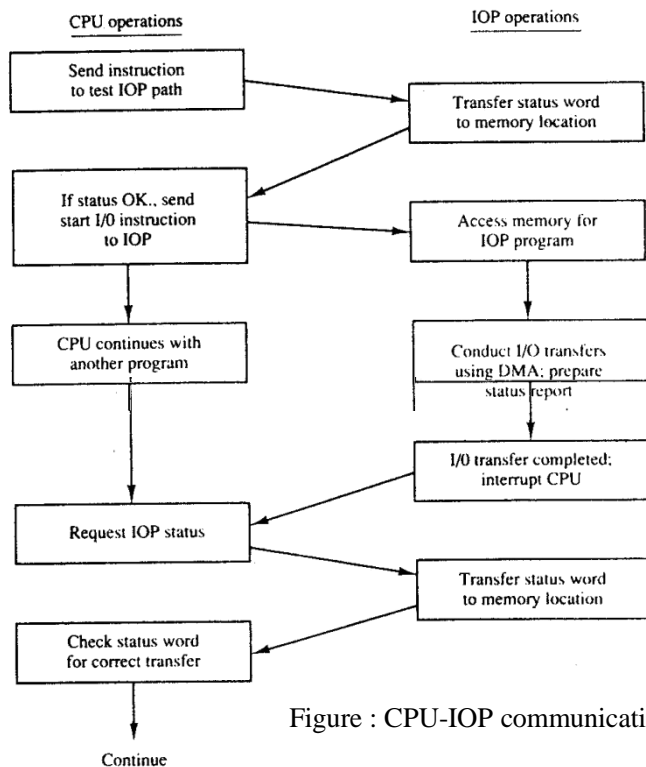 CPU operations
IOP operations
Send instruction
to test IOP path
Transfer status word
to memory location
If status OK., send
start I/0 instruction
to IOP
Access memory for
IOP program
CPU continues with
another program
Conduct I/O transfers
using DMA; prepare
status report
I/0 transfer completed;
interrupt CPU
Request IOP status
Transfer status word
to memory location
Check status word
for correct transfer
Figure : CPU-IOP communicati
Continue